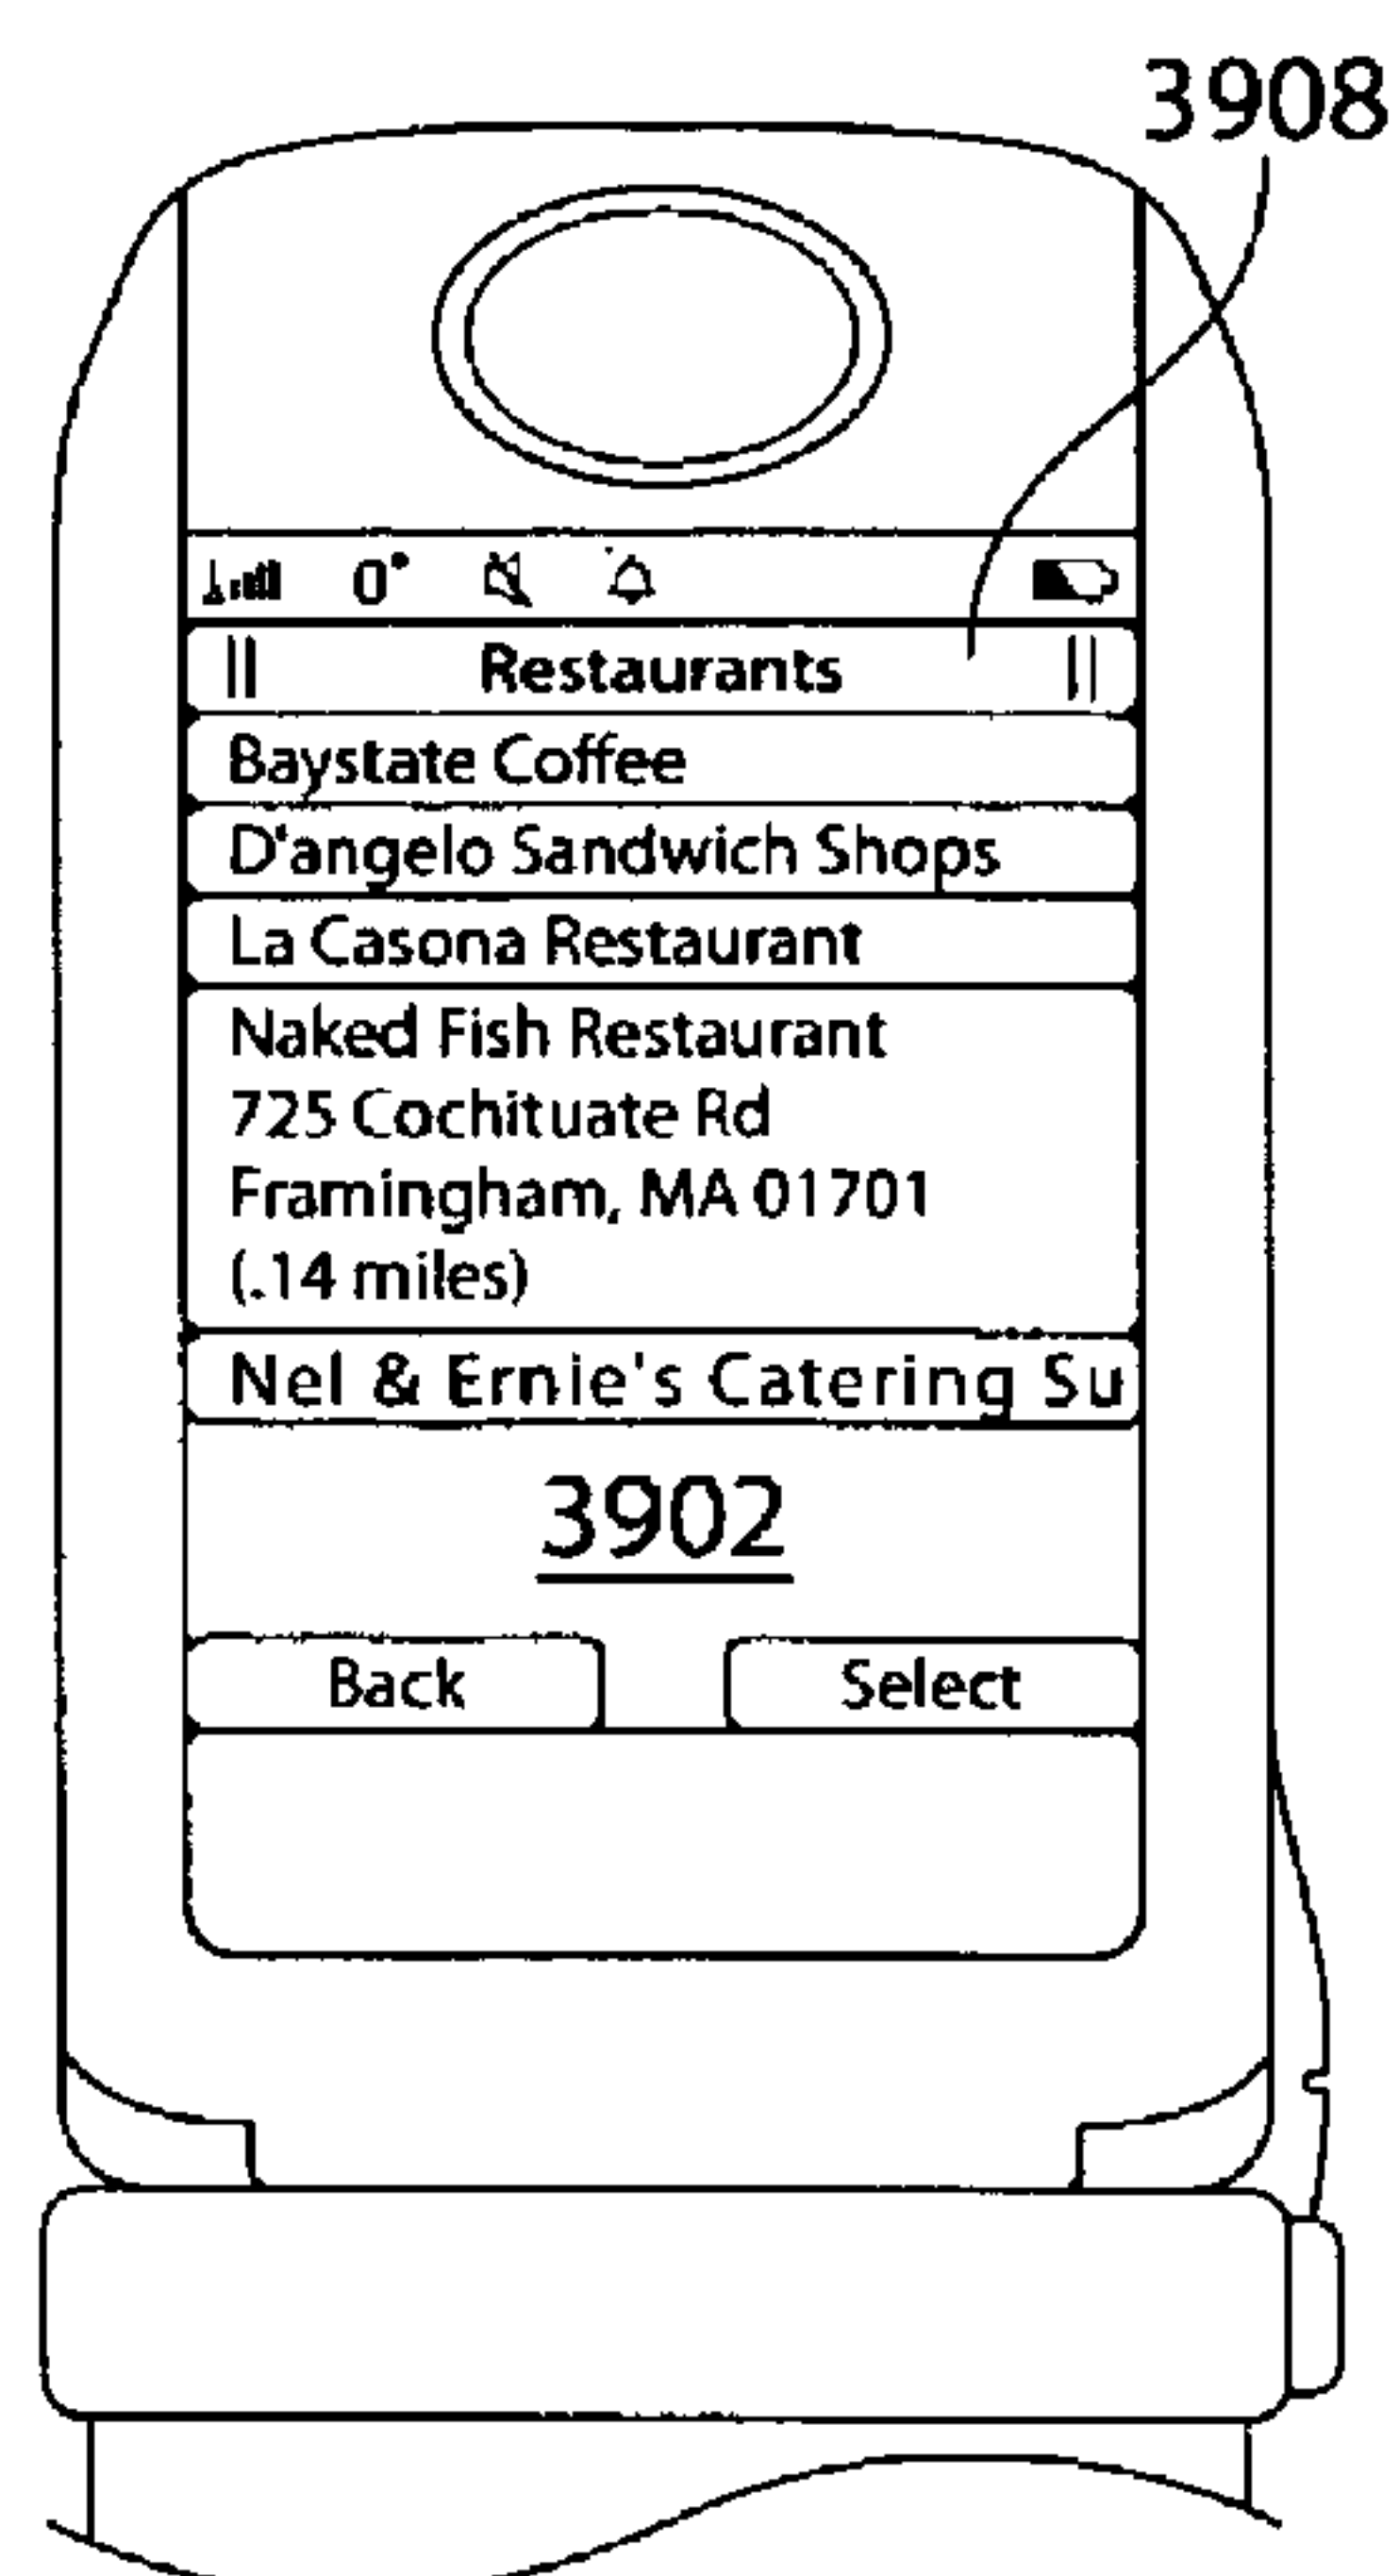 3908
0°
Restaurants
Baystate Coffee
D'angelo Sandwich Shops
La Casona Restaurant
Naked Fish Restaurant
725 Cochituate Rd
Framingham, MA 01701
(.14 miles)
Nel & Ernie's Catering Su
3902
Back Select